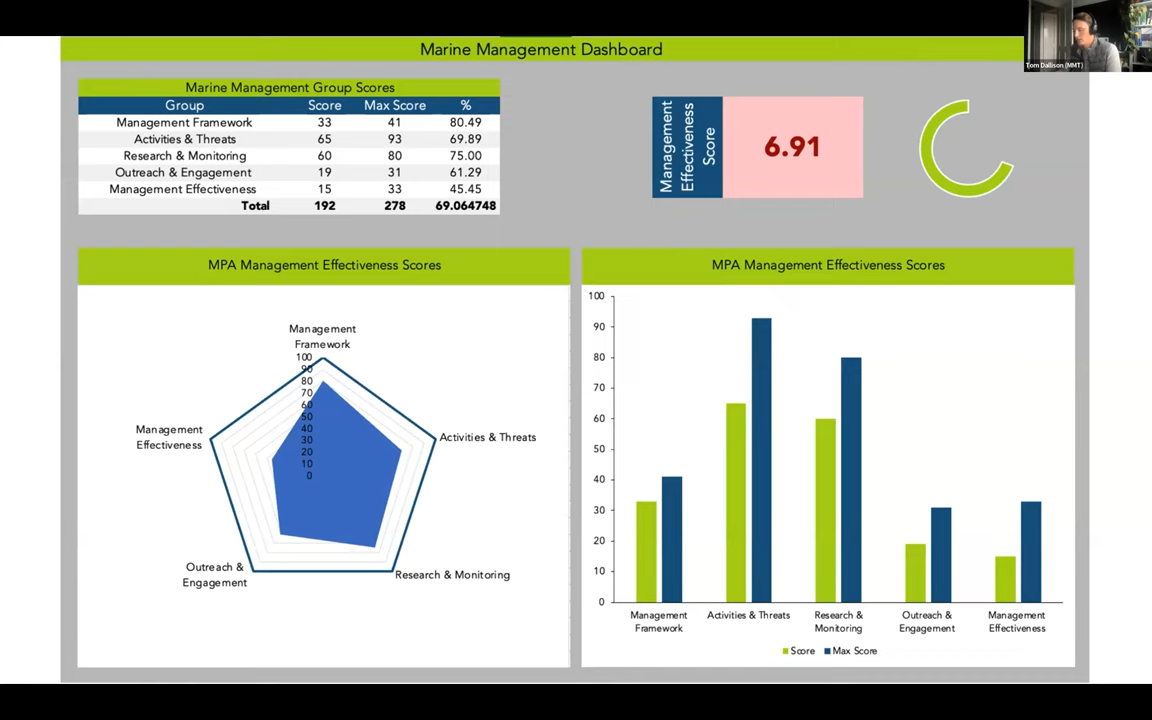 Marine Management Dashboard
Tom Dallison (MMT)
Marine Management Group Scores
Group Score Max Score %
Management Framework 33 41 80.49
Activities & Threats 65 93 69.89
Research & Monitoring 60 80 75.00
Outreach & Engagement 19 31 61.29
Management Effectiveness 15 33 45.45
Total 192 278 69.064748
Management
Effectiveness
Score
6.91
MPA Management Effectiveness Scores
Management
Framework
100
90
80
70
60
50
40
30
20
10
0
Activities & Threats
Research & Monitoring
Outreach &
Engagement
Management
Effectiveness
MPA Management Effectiveness Scores
100
90
80
70
60
50
40
30
20
10
0
Management
Framework
Activities & Threats
Research &
Monitoring
Outreach &
Engagement
Management
Effectiveness
Score Max Score